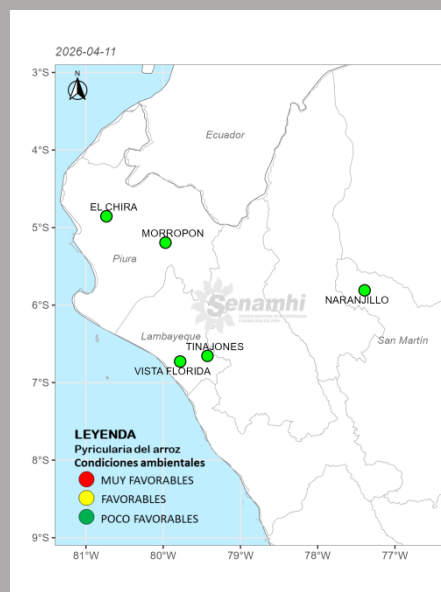 2026-04-11
3°S
N
4°S
Ecuador
EL CHIRA
5°S
MORROPON
Piura
6°S
NARANJILLO
Senamhi
Lambayeque
San Martin
TINAJONES
VISTA FLORIDA
7°S
LEYENDA
Pyricularia del arroz
Condiciones ambientales
MUY FAVORABLES
FAVORABLES
POCO FAVORABLES
8°S
9°S
81°W
80°W
79°W
78°W
77°W